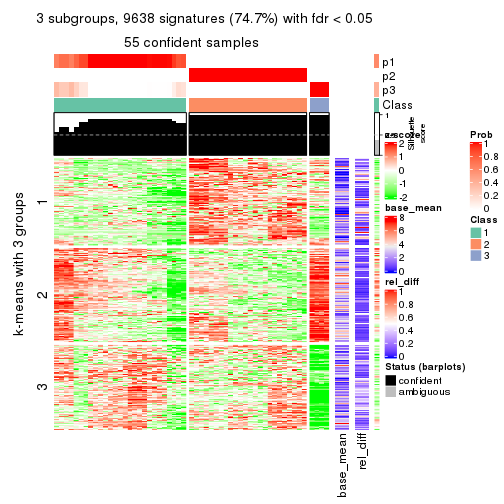 3 subgroups, 9638 signatures (74.7%) with fdr < 0.05
55 confident samples
p1
p2
p3
Class
1
0
Silhouette
score
k-means with 3 groups
1
2
3
z-score
2
1
0
-1
-2
base_mean
8
6
4
2
0
rel_diff
1
0.8
0.6
0.4
0.2
0
Prob
1
0.8
0.6
0.4
0.2
0
Class
1
2
3
Status (barplots)
confident
ambiguous
base_mean
rel_diff